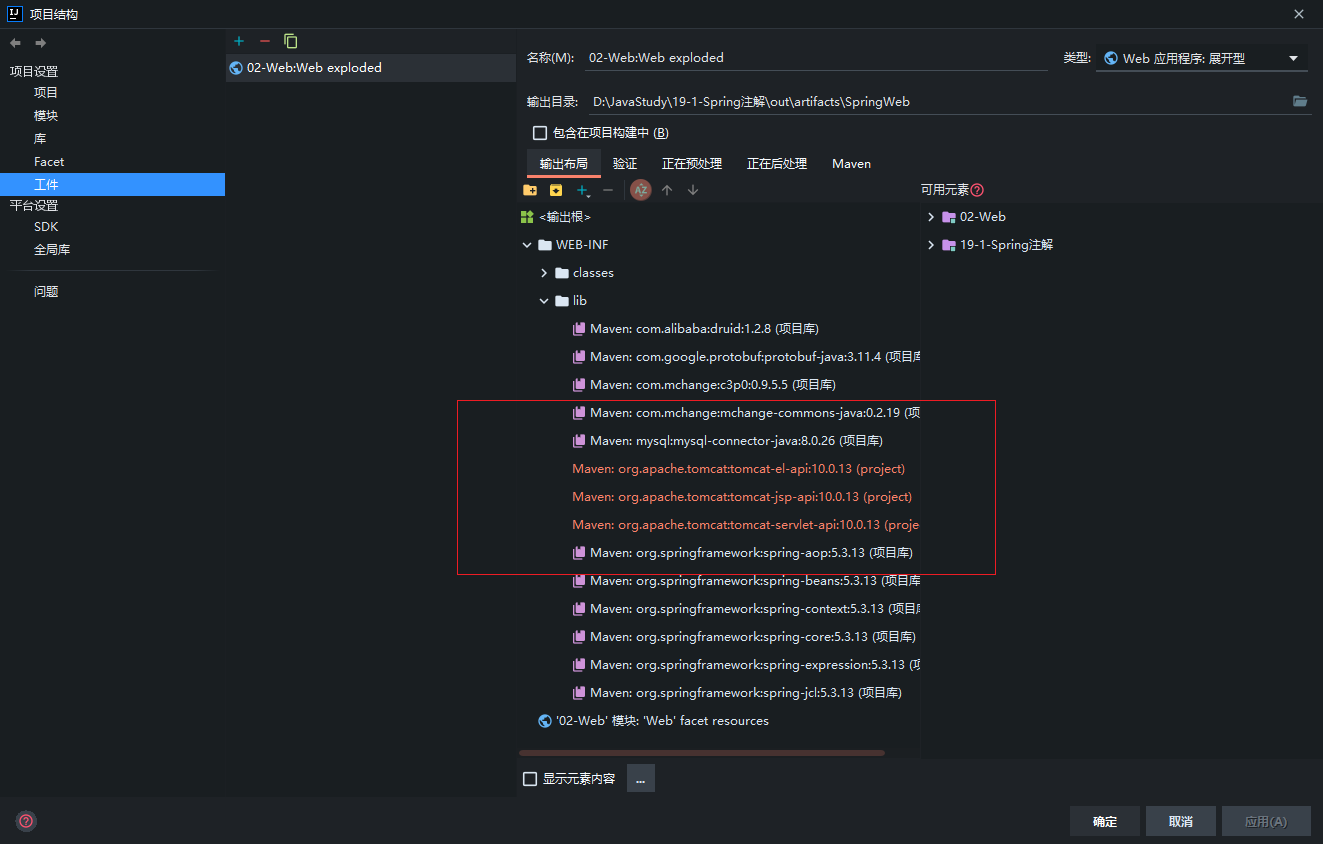 项目结构
项目设置
项目
模块
库
Facet
工件
平台设置
SDK
全局库
问题
02-Web:Web exploded
名称(M): 02-Web:Web exploded
类型: Web 应用程序: 展开型
输出目录: D:\JavaStudy\19-1-Spring注解\out\artifacts\SpringWeb
包含在项目构建中 (B)
输出布局 验证 正在预处理 正在后处理 Maven
可用元素
<输出根>
WEB-INF
classes
lib
Maven: com.alibaba:druid:1.2.8 (项目库)
Maven: com.google.protobuf:protobuf-java:3.11.4 (项目库
Maven: com.mchange:c3p0:0.9.5.5 (项目库)
Maven: com.mchange:mchange-commons-java:0.2.19 (项
Maven: mysql:mysql-connector-java:8.0.26 (项目库)
Maven: org.apache.tomcat:tomcat-el-api:10.0.13 (project)
Maven: org.apache.tomcat:tomcat-jsp-api:10.0.13 (project)
Maven: org.apache.tomcat:tomcat-servlet-api:10.0.13 (proje
Maven: org.springframework:spring-aop:5.3.13 (项目库)
Maven: org.springframework:spring-beans:5.3.13 (项目库
Maven: org.springframework:spring-context:5.3.13 (项目
Maven: org.springframework:spring-core:5.3.13 (项目库)
Maven: org.springframework:spring-expression:5.3.13 (项
Maven: org.springframework:spring-jcl:5.3.13 (项目库)
'02-Web' 模块: 'Web' facet resources
02-Web
19-1-Spring注解
显示元素内容 ...
确定 取消 应用(A)